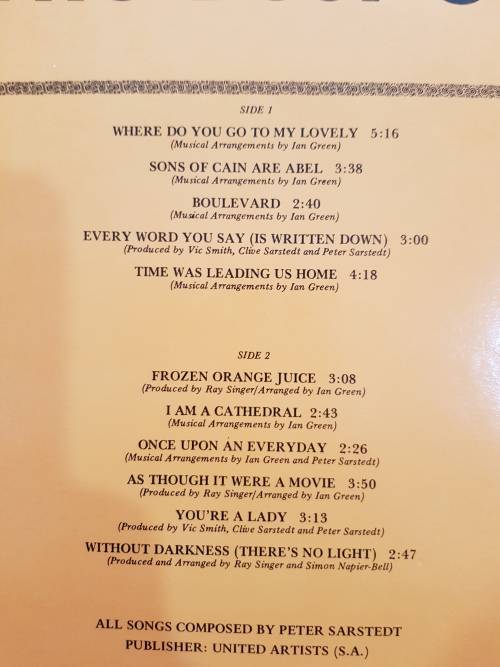 SIDE 1
WHERE DO YOU GO TO MY LOVELY 5:16
(Musical Arrangements by Ian Green)
SONS OF CAIN ARE ABEL 3:38
(Musical Arrangements by Ian Green)
BOULEVARD 2:40
(Musical Arrangements by Ian Green)
EVERY WORD YOU SAY (IS WRITTEN DOWN) 3:00
(Produced by Vic Smith, Clive Sarstedt and Peter Sarstedt)
TIME WAS LEADING US HOME 4:18
(Musical Arrangements by Ian Green)
SIDE 2
FROZEN ORANGE JUICE 3:08
(Produced by Ray Singer/Arranged by Ian Green)
I AM A CATHEDRAL 2:43
(Musical Arrangements by Ian Green)
ONCE UPON AN EVERYDAY 2:26
(Musical Arrangements by Ian Green and Peter Sarstedt)
AS THOUGH IT WERE A MOVIE 3:50
(Produced by Ray Singer/Arranged by Ian Green)
YOU'RE A LADY 3:13
(Produced by Vic Smith, Clive Sarstedt and Peter Sarstedt)
WITHOUT DARKNESS (THERE'S NO LIGHT) 2:47
(Produced and Arranged by Ray Singer and Simon Napier-Bell)
ALL SONGS COMPOSED BY PETER SARSTEDT
PUBLISHER: UNITED ARTISTS (S.A.)